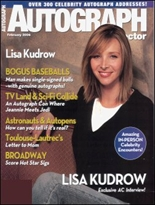 OVER 300 CELEBRITY AUTOGRAPH ADDRESSES!
AUTOGRAPH
ctor
February 2006
Lisa Kudrow
BOGUS BASEBALLS
Man makes single-signed balls
—with genuine autographs!
TV Land & Sci-Fi Collide
An Autograph Con Where
Jeannie Meets Jedi
Astronauts & Autopens
How can you tell if it's real?
Toulouse-Lautrec's
Letter to Mom
BROADWAY
Score Hot Star Sigs
Amazing
IN-PERSON
Celebrity
Encounters!
LISA KUDROW
Exclusive AC Interview!